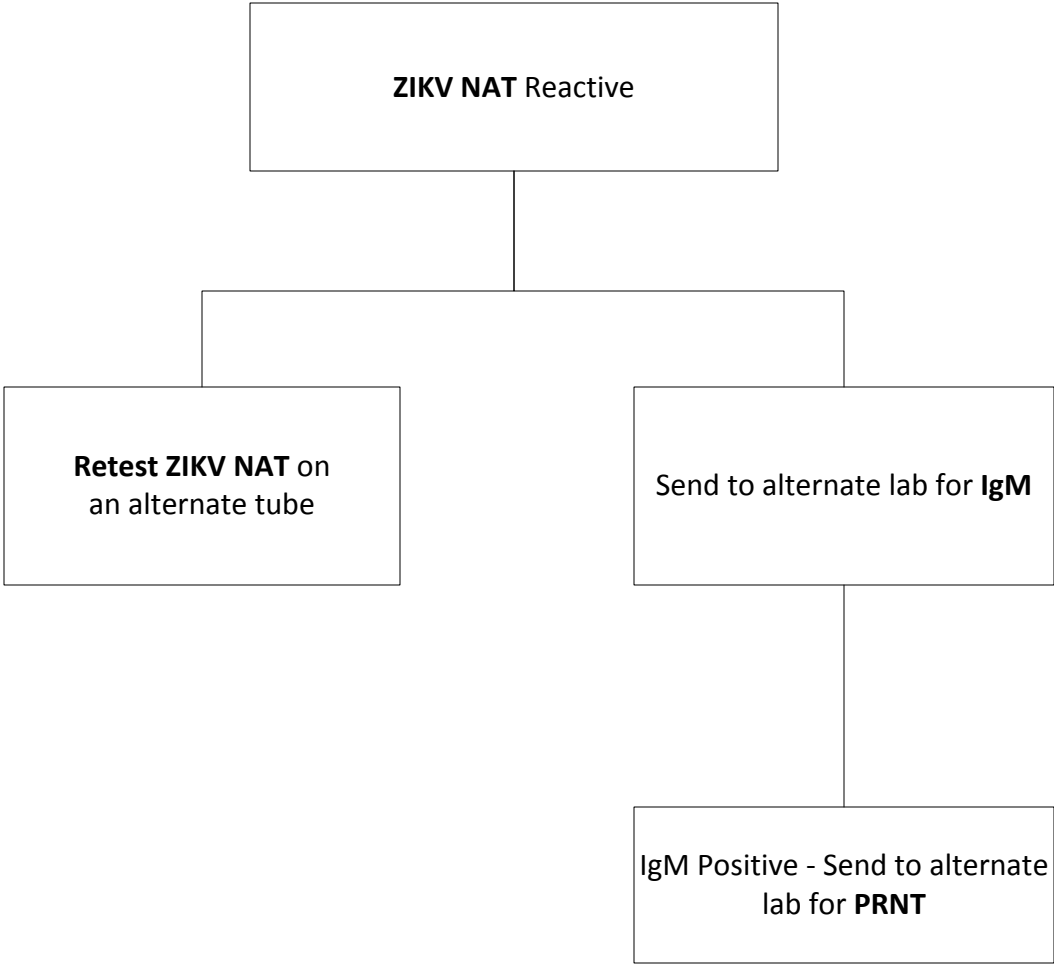 ZIKV NAT Reactive
Retest ZIKV NAT on
an alternate tube
Send to alternate lab for IgM
IgM Positive - Send to alternate
lab for PRNT